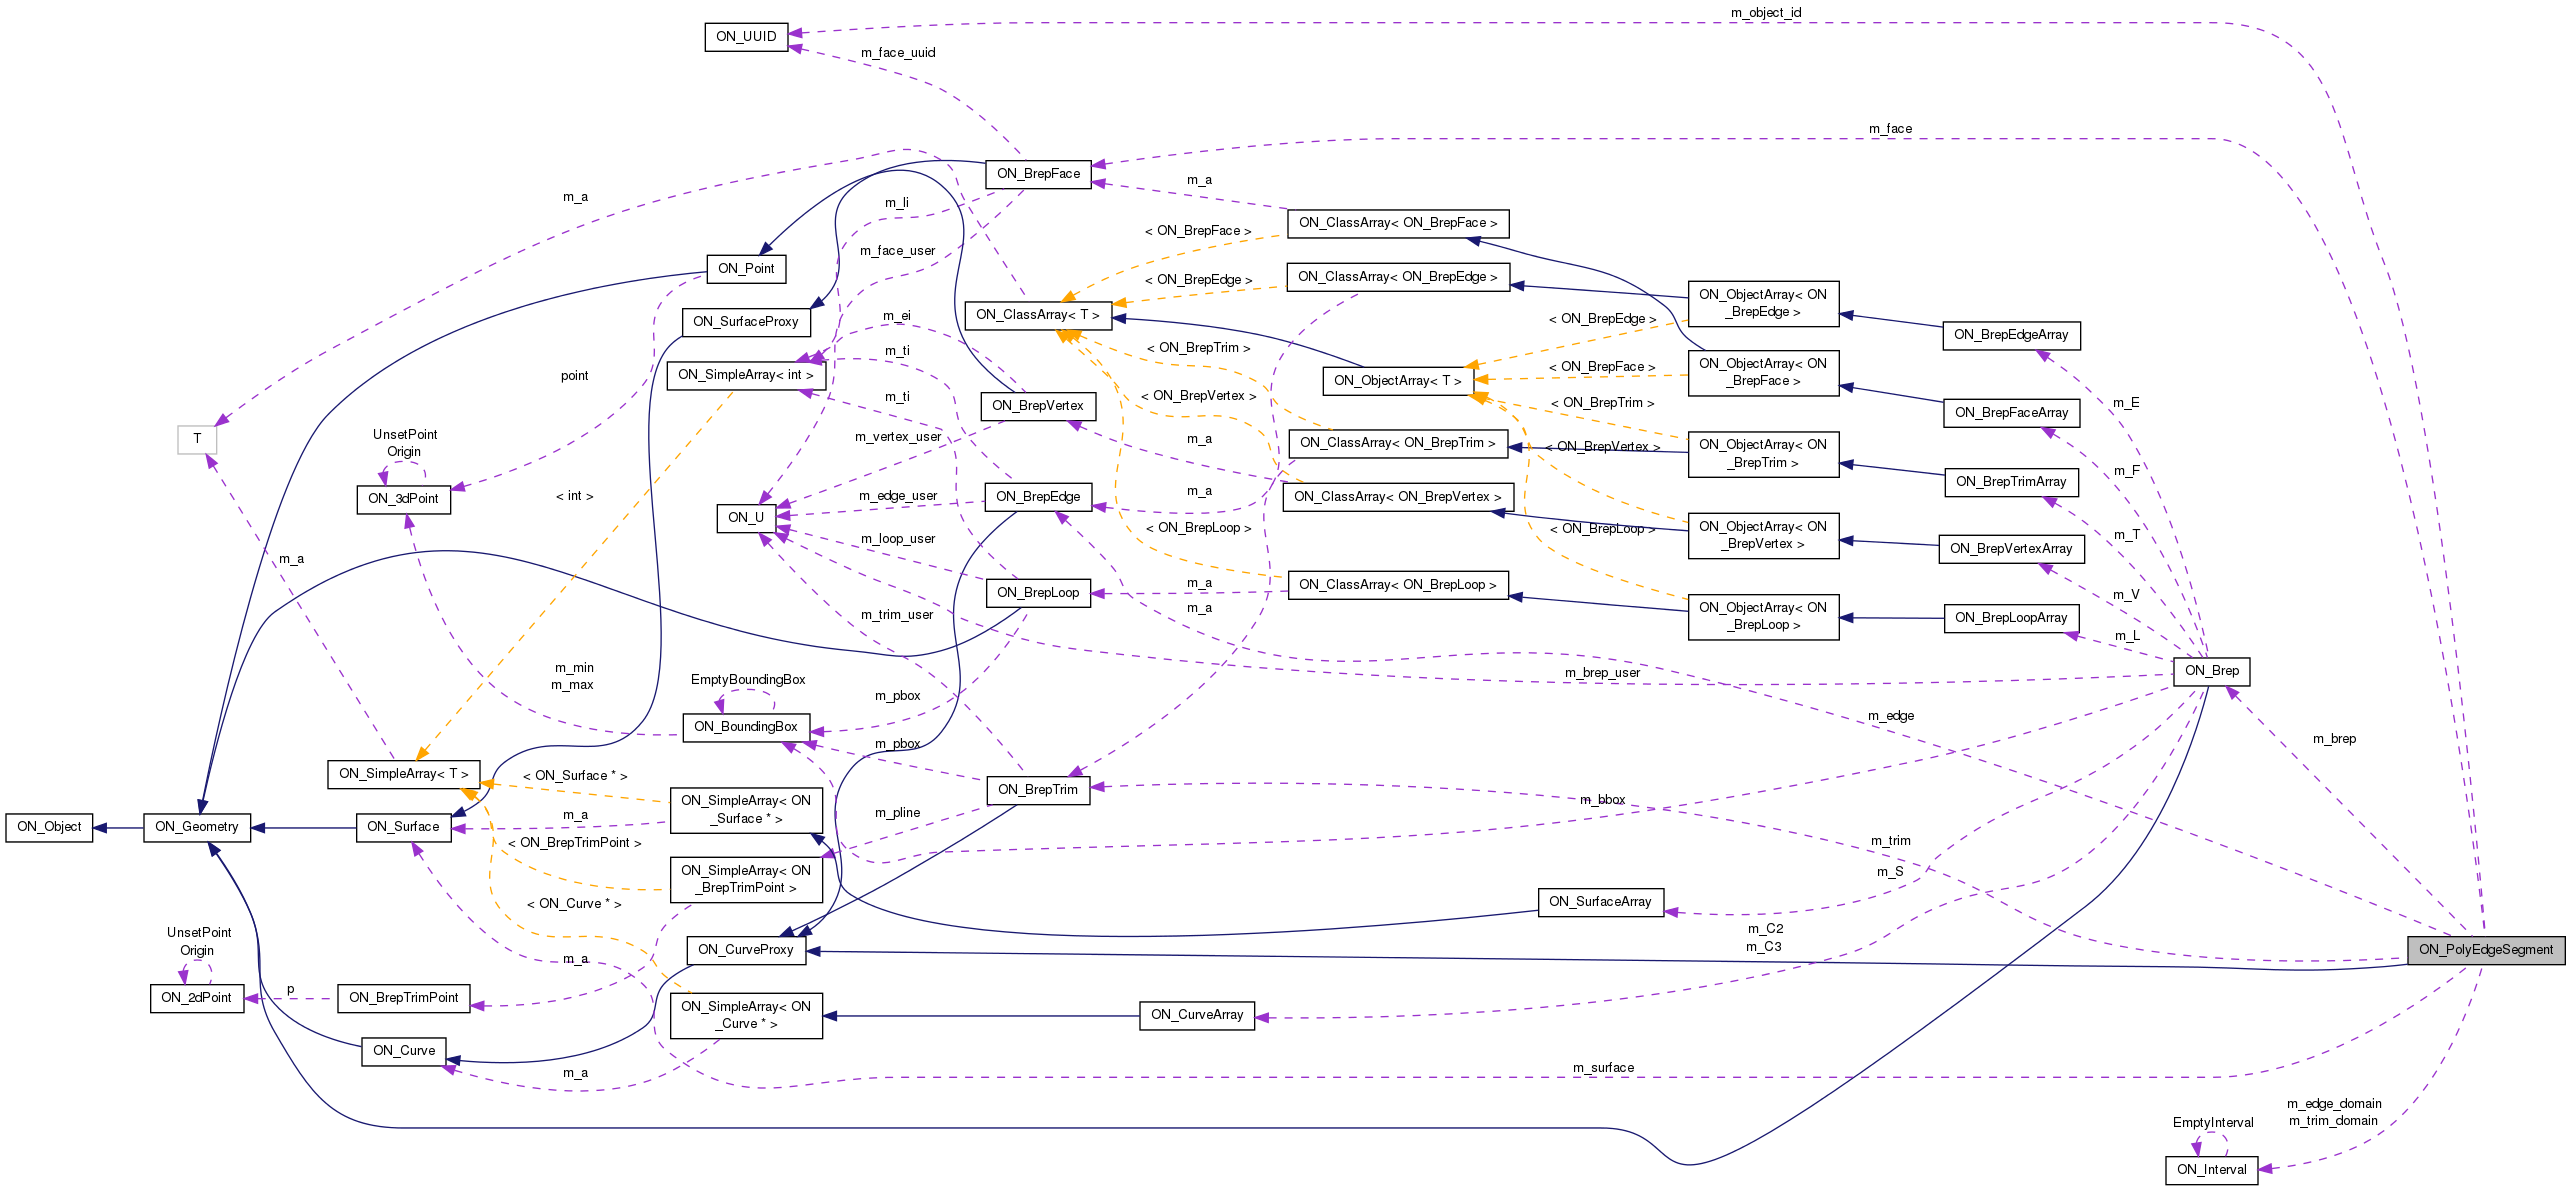 m_object_id
ON_UUID
m_face_uuid
m_face
ON_BrepFace
m_a
m_a
m_li
ON_ClassArray< ON_BrepFace >
< ON_BrepFace >
m_face_user
ON_Point
ON_ClassArray< ON_BrepEdge >
< ON_BrepEdge >
ON_ObjectArray< ON
_BrepEdge >
ON_SurfaceProxy
m_ei
ON_ClassArray< T >
< ON_BrepEdge >
ON_BrepEdgeArray
m_ti
< ON_BrepTrim >
point
ON_SimpleArray< int >
ON_ObjectArray< T >
< ON_BrepFace >
ON_ObjectArray< ON
_BrepFace >
m_ti
ON_BrepVertex
< ON_BrepVertex >
< ON_BrepTrim >
ON_BrepFaceArray
m_E
T
UnsetPoint
Origin
m_vertex_user
m_a
ON_ClassArray< ON_BrepTrim >
< ON_BrepVertex >
ON_ObjectArray< ON
_BrepTrim >
m_F
ON_3dPoint
< int >
m_edge_user
ON_BrepEdge
m_a
ON_ClassArray< ON_BrepVertex >
ON_BrepTrimArray
ON_U
< ON_BrepLoop >
< ON_BrepLoop >
ON_ObjectArray< ON
_BrepVertex >
m_T
m_loop_user
ON_BrepVertexArray
m_a
ON_BrepLoop
m_a
ON_ClassArray< ON_BrepLoop >
m_V
m_trim_user
m_a
ON_ObjectArray< ON
_BrepLoop >
ON_BrepLoopArray
m_L
m_min
m_max
EmptyBoundingBox
m_pbox
m_brep_user
ON_Brep
ON_BoundingBox
m_pbox
m_edge
m_brep
ON_SimpleArray< T >
< ON_Surface * >
ON_BrepTrim
m_bbox
ON_SimpleArray< ON
_Surface * >
ON_Object
ON_Geometry
ON_Surface
m_a
m_pline
< ON_BrepTrimPoint >
m_trim
ON_SimpleArray< ON
_BrepTrimPoint >
m_S
< ON_Curve * >
ON_SurfaceArray
UnsetPoint
Origin
m_C2
m_C3
ON_CurveProxy
ON_PolyEdgeSegment
m_a
ON_2dPoint
p
ON_BrepTrimPoint
ON_SimpleArray< ON
_Curve * >
ON_CurveArray
ON_Curve
m_a
m_surface
m_edge_domain
m_trim_domain
EmptyInterval
ON_Interval